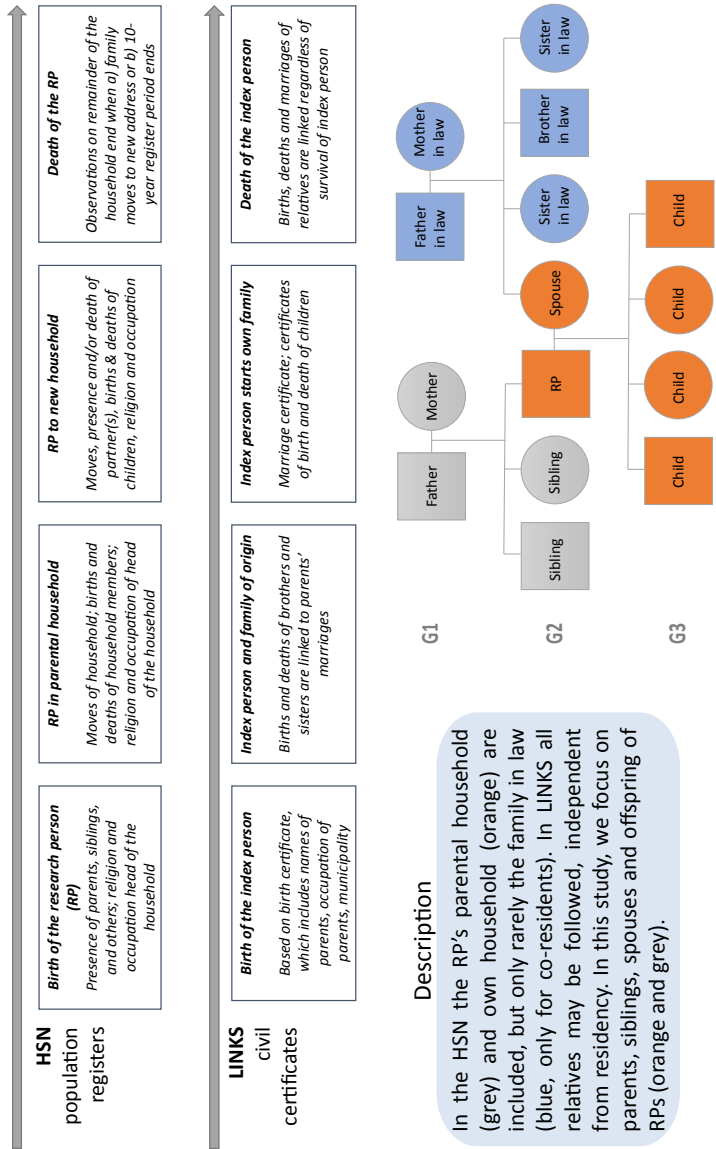 HSN
population
registers
Birth of the research person
(RP)
Presence of parents, siblings,
and others; religion and
occupation head of the
household
RP in parental household
Moves of household; births and
deaths of household members;
religion and occupation of head
of the household
RP to new household
Moves, presence and/or death of
partner(s), births & deaths of
children, religion and occupation
Death of the RP
Observations on remainder of the
household end when a) family
moves to new address or b) 10-
year register period ends
LINKS
civil
certificates
Birth of the index person
Based on birth certificate,
which includes names of
parents, occupation of
parents, municipality
Index person and family of origin
Births and deaths of brothers and
sisters are linked to parents’
marriages
Index person starts own family
Marriage certificate; certificates
of birth and death of children
Death of the index person
Births, deaths and marriages of
relatives are linked regardless of
survival of index person
Description
In the HSN the RP’s parental household
(grey) and own household (orange) are
included, but only rarely the family in law
(blue, only for co-residents). In LINKS all
relatives may be followed, independent
from residency. In this study, we focus on
parents, siblings, spouses and offspring of
RPs (orange and grey).
G1
Father
Mother
Father
in law
Mother
in law
G2
Sibling
Sibling
RP
Spouse
Sister
in law
Brother
in law
Sister
in law
G3
Child
Child
Child
Child